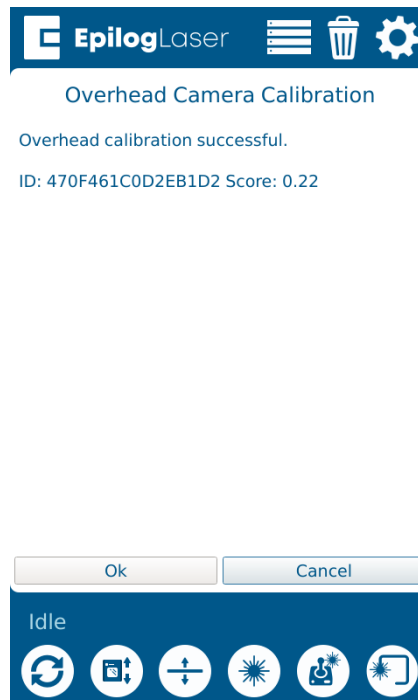 EpilogLaser
Overhead Camera Calibration
Overhead calibration successful.
ID: 470F461C0D2EB1D2 Score: 0.22
Ok Cancel
Idle